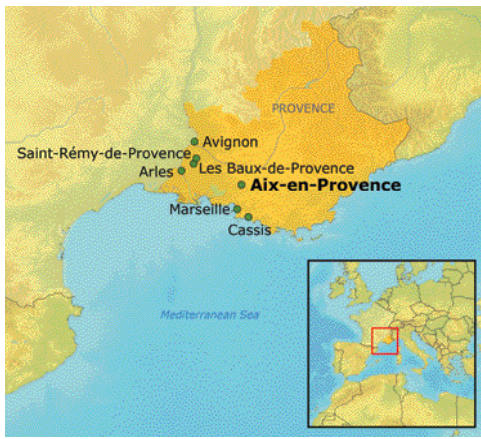 PROVENCE
Avignon
Saint-Rémy-de-Provence
Les Baux-de-Provence
Arles
Aix-en-Provence
Marseille
Cassis
Mediterranean Sea